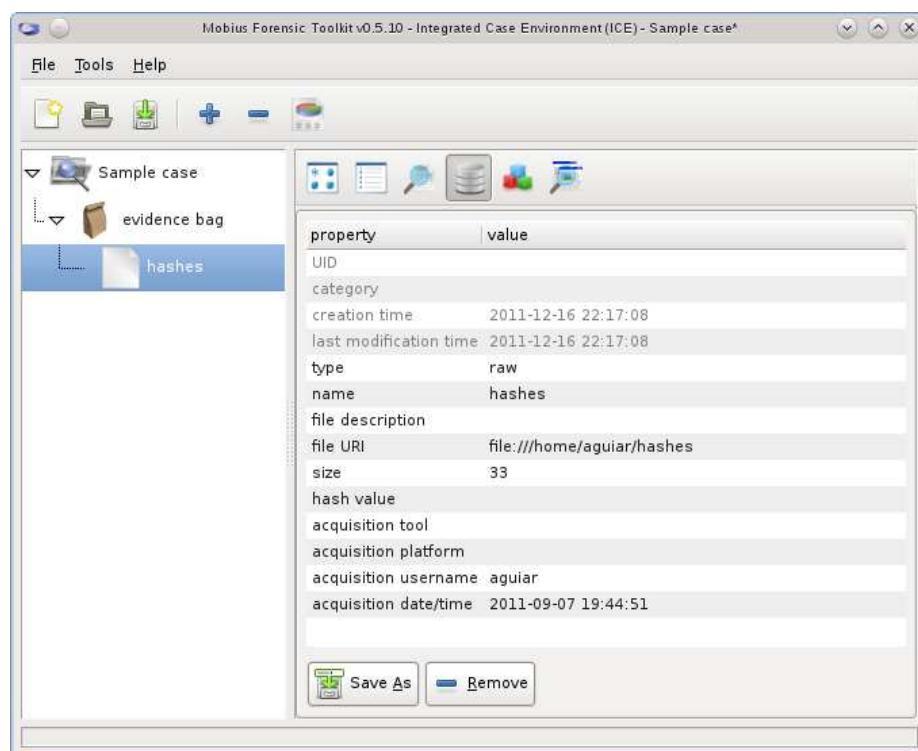 Mobius Forensic Toolkit v0.5.10 - Integrated Case Environment (ICE) - Sample case*
File Tools Help
Sample case
evidence bag
hashes
property value
UID
category
creation time 2011-12-16 22:17:08
last modification time 2011-12-16 22:17:08
type raw
name hashes
file description
file URI file:///home/aguiar/hashes
size 33
hash value
acquisition tool
acquisition platform
acquisition username aguiar
acquisition date/time 2011-09-07 19:44:51
Save As Remove